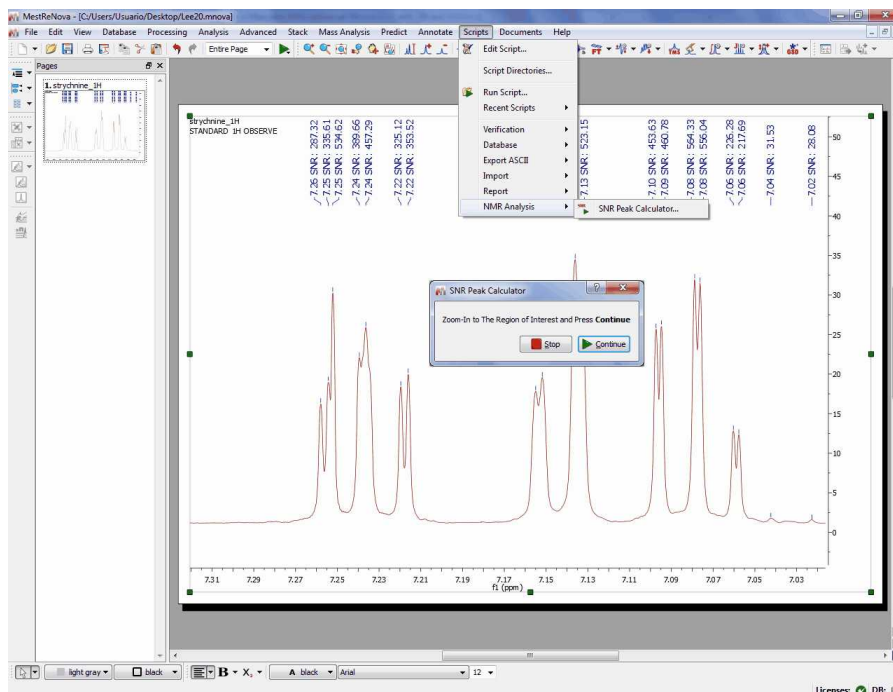 MestReNova - [C:/Users/Usuario/Desktop/Lee20.mnova]
File Edit View Database Processing Analysis Advanced Stack Mass Analysis Predict Annotate Scripts Documents Help
Entire Page
Pages
1. strychnine_1H
Edit Script...
Script Directories...
Run Script...
Recent Scripts
Verification
Database
Export ASCII
Import
Report
NMR Analysis
SNR Peak Calculator...
strychnine_1H
STANDARD 1H OBSERVE
7.26 SNR: 287.32
7.25 SNR: 335.61
7.25 SNR: 534.62
7.24 SNR: 389.66
7.24 SNR: 457.29
7.22 SNR: 325.12
7.22 SNR: 353.52
7.13 SNR: 523.15
7.10 SNR: 453.63
7.09 SNR: 460.78
7.08 SNR: 564.33
7.08 SNR: 556.04
7.06 SNR: 226.28
7.06 SNR: 217.69
7.04 SNR: 31.53
7.02 SNR: 28.08
SNR Peak Calculator
Zoom-In to The Region of Interest and Press Continue
Stop Continue
50
45
40
35
30
25
20
15
10
5
0
7.31 7.29 7.27 7.25 7.23 7.21 7.19 7.17 7.15 7.13 7.11 7.09 7.07 7.05 7.03
f1 (ppm)
light gray black B X₂ A black Arial 12
Licenses: DB: